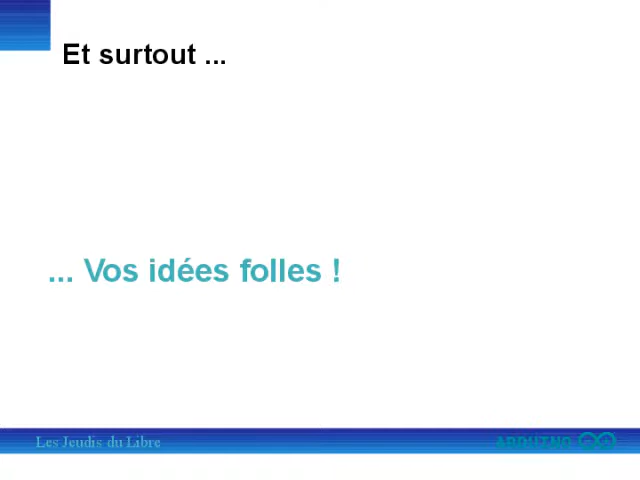 Et surtout ...
... Vos idées folles !
Les Jeudis du Libre
ARDUINO